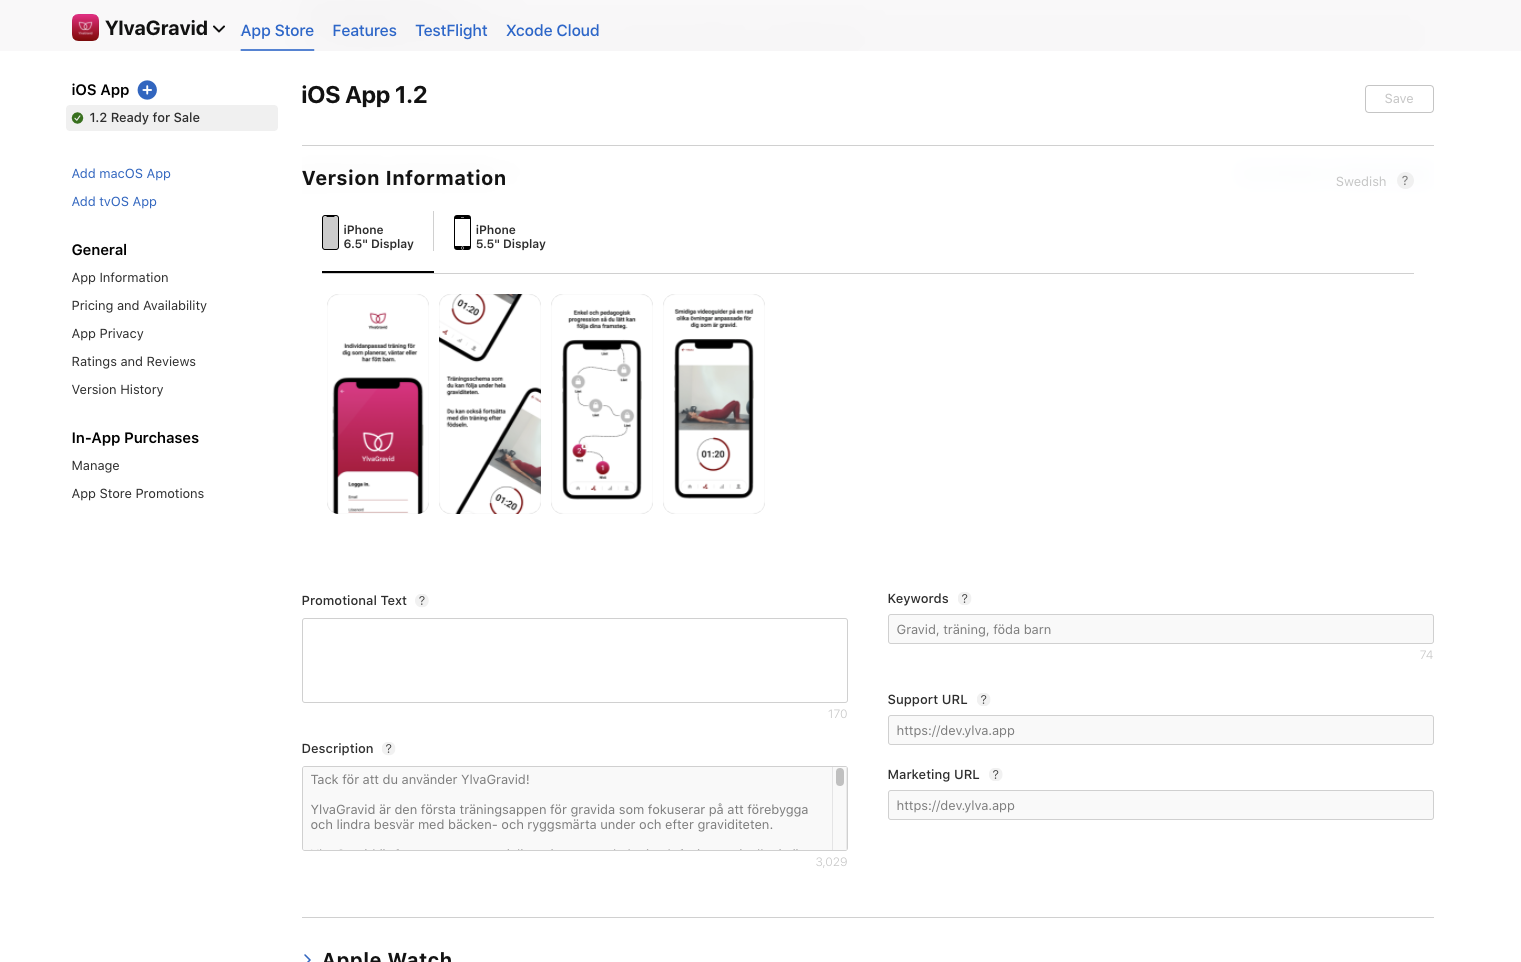 YlvaGravid
App Store
Features
TestFlight
Xcode Cloud
iOS App
1.2 Ready for Sale
Add macOS App
Add tvOS App
General
App Information
Pricing and Availability
App Privacy
Ratings and Reviews
Version History
In-App Purchases
Manage
App Store Promotions
iOS App 1.2
Save
Version Information
Swedish ?
iPhone
6.5" Display
iPhone
5.5" Display
YlvaGravid
Individanpassad träning för
dig som planerar, väntar eller
har fött barn.
YlvaGravid
Logga in.
Email
Lösenord
01:20
Träningsschema som
du kan följa under hela
graviditeten.
Du kan också fortsätta
med din träning efter
födseln.
01:20
Enkel och pedagogisk
progression så du lätt kan
följa dina framsteg.
2
1
Smidiga videoguider på en rad
olika övningar anpassade för
dig som är gravid.
01:20
Promotional Text ?
170
Description ?
Tack för att du använder YlvaGravid!
YlvaGravid är den första träningsappen för gravida som fokuserar på att förebygga
och lindra besvär med bäcken- och ryggsmärta under och efter graviditeten.
3,029
Keywords ?
Gravid, träning, föda barn
74
Support URL ?
https://dev.ylva.app
Marketing URL ?
https://dev.ylva.app
Apple Watch